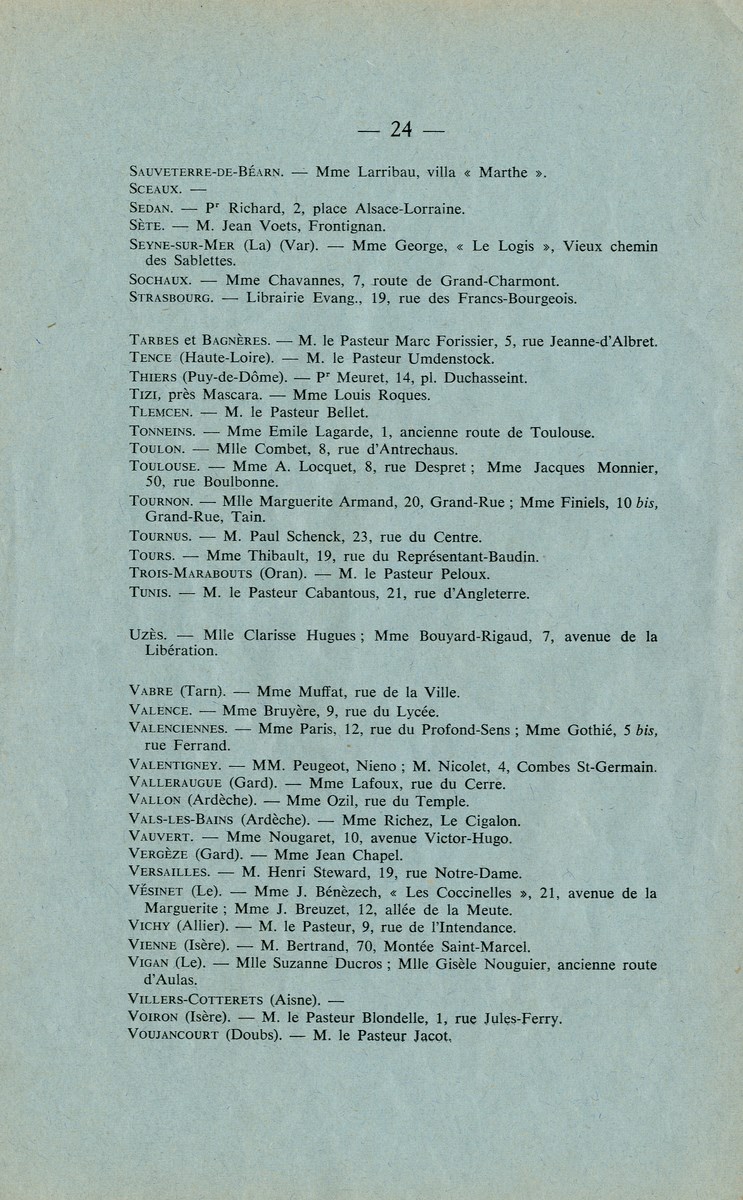 — 24 —
SAUVETERRE-DE-BÉARN. — Mme Larribau, villa « Marthe ».
SCEAUX. —
SEDAN. — Pr Richard, 2, place Alsace-Lorraine.
SÈTE. — M. Jean Voets, Frontignan.
SEYNE-SUR-MER (La) (Var). — Mme George, « Le Logis », Vieux chemin
des Sablettes.
SOCHAUX. — Mme Chavannes, 7, route de Grand-Charmont.
STRASBOURG. — Librairie Evang., 19, rue des Francs-Bourgeois.
TARBES et BAGNÈRES. — M. le Pasteur Marc Forissier, 5, rue Jeanne-d'Albret.
TENCE (Haute-Loire). — M. le Pasteur Umdenstock.
THIERS (Puy-de-Dôme). — Pr Meuret, 14, pl. Duchasseint.
TIZI, près Mascara. — Mme Louis Roques.
TLEMCEN. — M. le Pasteur Bellet.
TONNEINS. — Mme Emile Lagarde, 1, ancienne route de Toulouse.
TOULON. — Mlle Combet, 8, rue d'Antrechaus.
TOULOUSE. — Mme A. Locquet, 8, rue Despret ; Mme Jacques Monnier,
50, rue Boulbonne.
TOURNON. — Mlle Marguerite Armand, 20, Grand-Rue ; Mme Finiels, 10 bis,
Grand-Rue, Tain.
TOURNUS. — M. Paul Schenck, 23, rue du Centre.
TOURS. — Mme Thibault, 19, rue du Représentant-Baudin.
TROIS-MARABOUTS (Oran). — M. le Pasteur Peloux.
TUNIS. — M. le Pasteur Cabantous, 21, rue d'Angleterre.
UZÈS. — Mlle Clarisse Hugues ; Mme Bouyard-Rigaud, 7, avenue de la
Libération.
VABRE (Tarn). — Mme Muffat, rue de la Ville.
VALENCE. — Mme Bruyère, 9, rue du Lycée.
VALENCIENNES. — Mme Paris, 12, rue du Profond-Sens ; Mme Gothié, 5 bis,
rue Ferrand.
VALENTIGNEY. — MM. Peugeot, Nieno ; M. Nicolet, 4, Combes St-Germain.
VALLERAUGUE (Gard). — Mme Lafoux, rue du Cerre.
VALLON (Ardèche). — Mme Ozil, rue du Temple.
VALS-LES-BAINS (Ardèche). — Mme Richez, Le Cigalon.
VAUVERT. — Mme Nougaret, 10, avenue Victor-Hugo.
VERGÈZE (Gard). — Mme Jean Chapel.
VERSAILLES. — M. Henri Steward, 19, rue Notre-Dame.
VÉSINET (Le). — Mme J. Bénèzech, « Les Coccinelles », 21, avenue de la
Marguerite ; Mme J. Breuzet, 12, allée de la Meute.
VICHY (Allier). — M. le Pasteur, 9, rue de l'Intendance.
VIENNE (Isère). — M. Bertrand, 70, Montée Saint-Marcel.
VIGAN (Le). — Mlle Suzanne Ducros ; Mlle Gisèle Nouguier, ancienne route
d'Aulas.
VILLERS-COTTERETS (Aisne). —
VOIRON (Isère). — M. le Pasteur Blondelle, 1, rue Jules-Ferry.
VOUJANCOURT (Doubs). — M. le Pasteur Jacot,